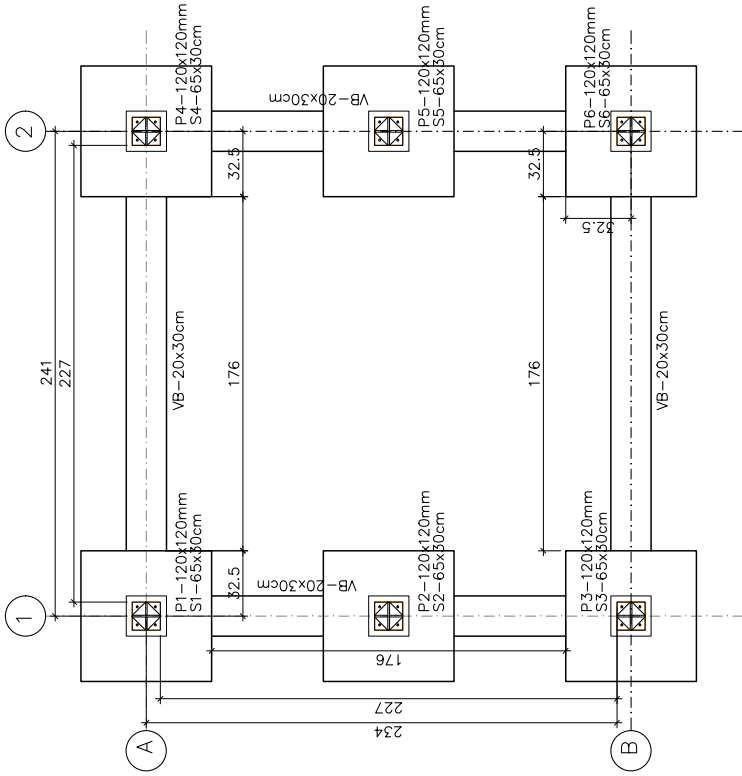 2
1
A
B
P4-120x120mm
S4-65x30cm
P5-120x120mm
S5-65x30cm
P6-120x120mm
S6-65x30cm
VB-20x30cm
32.5
32.5
32.5
241
227
VB-20x30cm
176
176
VB-20x30cm
P1-120x120mm
S1-65x30cm
32.5
VB-20x30cm
P2-120x120mm
S2-65x30cm
P3-120x120mm
S3-65x30cm
176
227
234